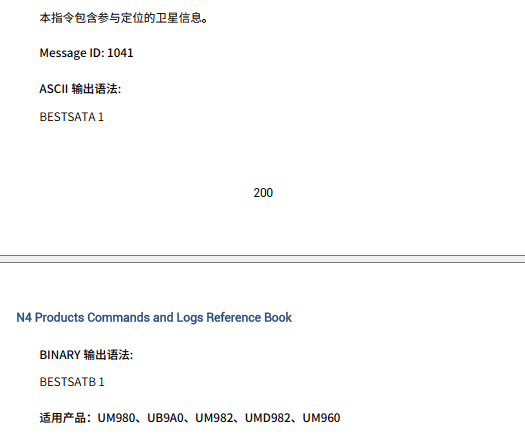 本指令包含参与定位的卫星信息。
Message ID: 1041
ASCII 输出语法:
BESTSATA 1
200
N4 Products Commands and Logs Reference Book
BINARY 输出语法:
BESTSATB 1
适用产品：UM980、UB9A0、UM982、UMD982、UM960